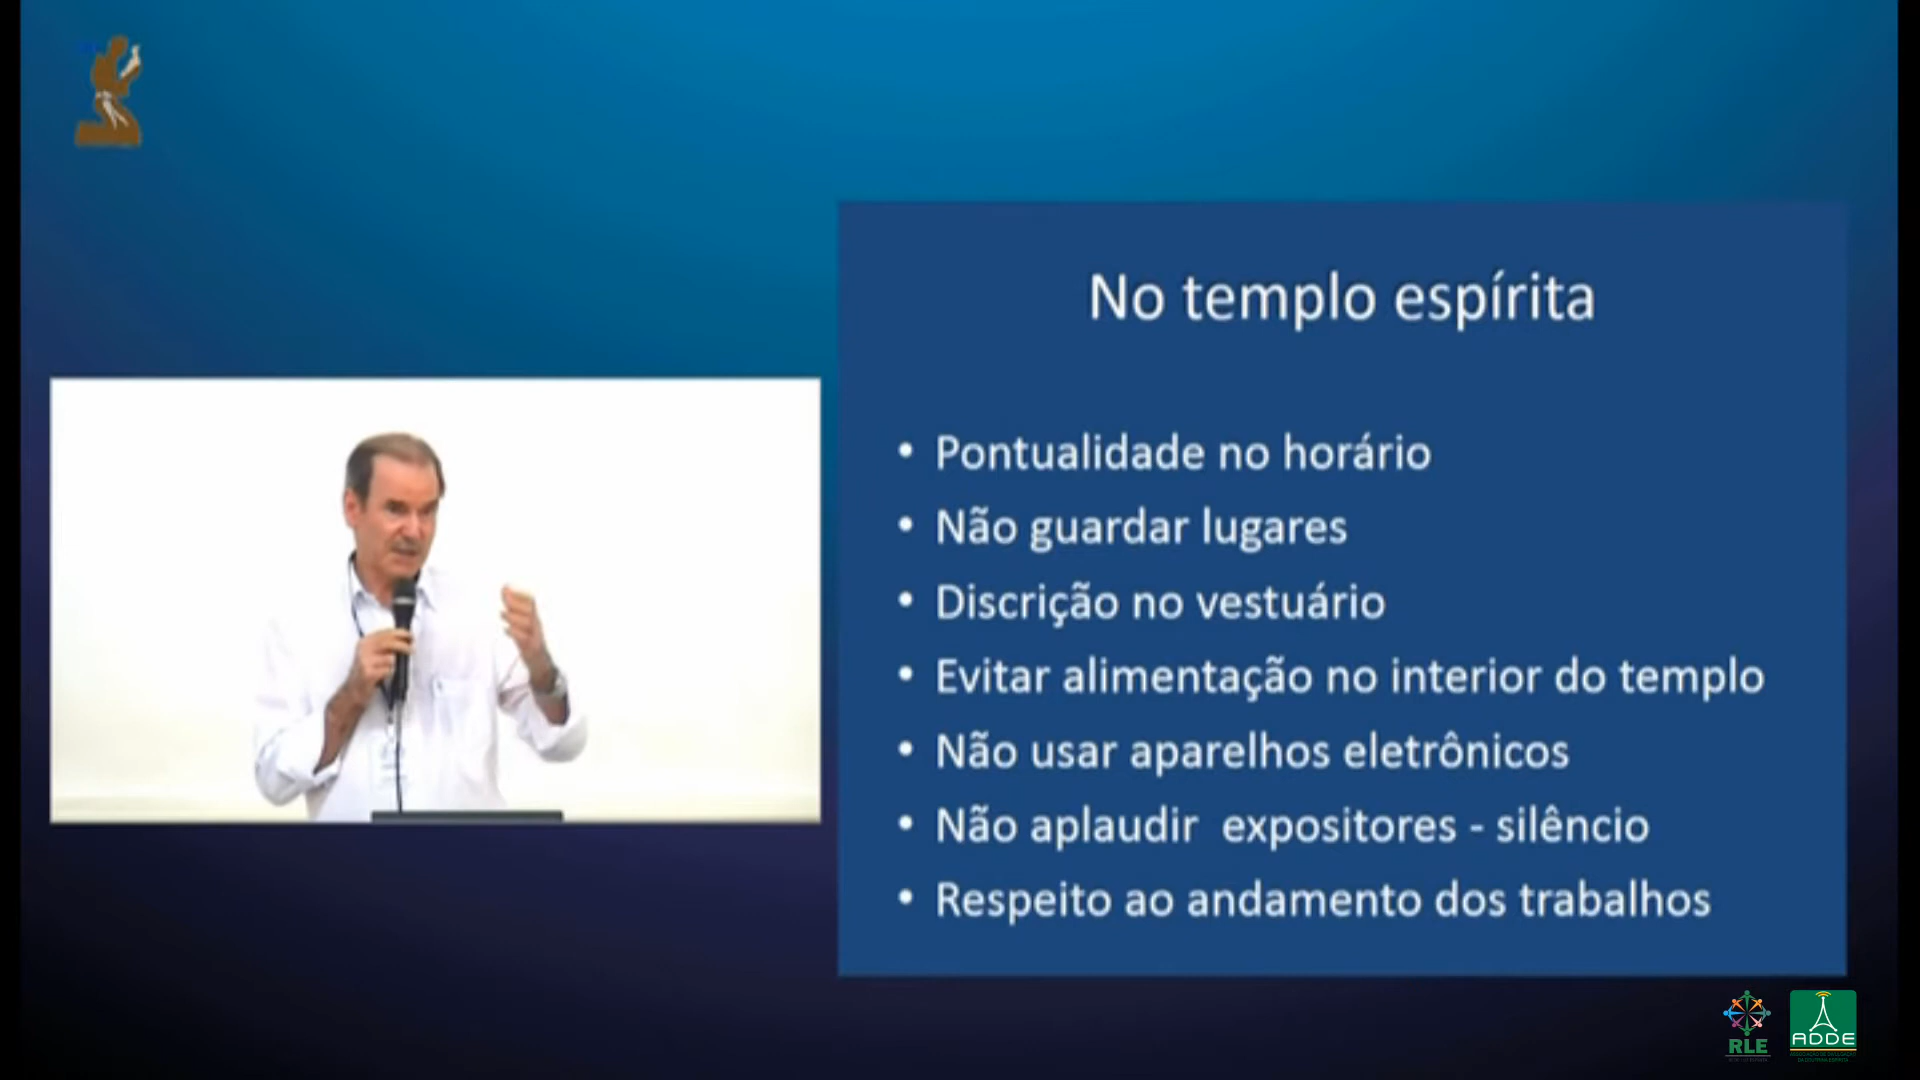 No templo espírita
• Pontualidade no horário
• Não guardar lugares
• Discrição no vestuário
• Evitar alimentação no interior do templo
• Não usar aparelhos eletrônicos
• Não aplaudir  expositores - silêncio
• Respeito ao andamento dos trabalhos
RLE
ADDE